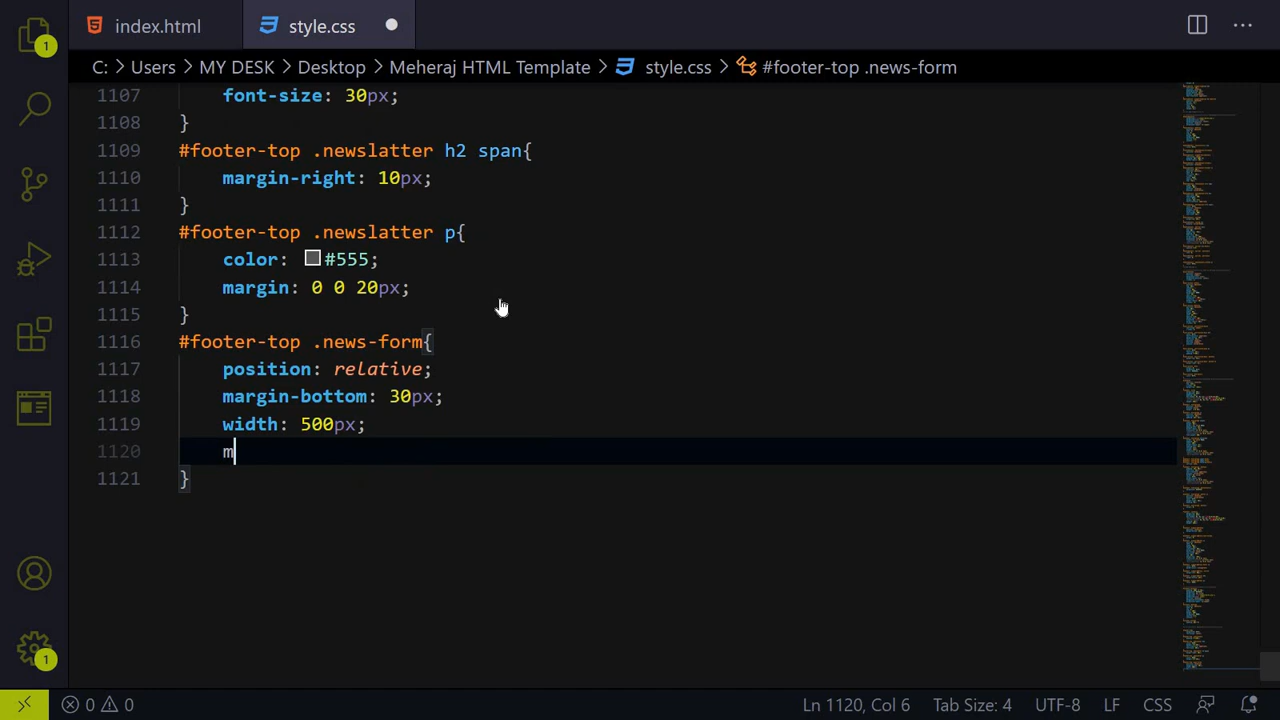 index.html
style.css
C: > Users > MY DESK > Desktop > Meheraj HTML Template > style.css > #footer-top .news-form
1107 font-size: 30px;
1108 }
1109 #footer-top .newslatter h2 span{
1110 margin-right: 10px;
1111 }
1112 #footer-top .newslatter p{
1113 color: #555;
1114 margin: 0 0 20px;
1115 }
1116 #footer-top .news-form{
1117 position: relative;
1118 margin-bottom: 30px;
1119 width: 500px;
1120 m
1121 }
1
1
0 0 Ln 1120, Col 6 Tab Size: 4 UTF-8 LF CSS